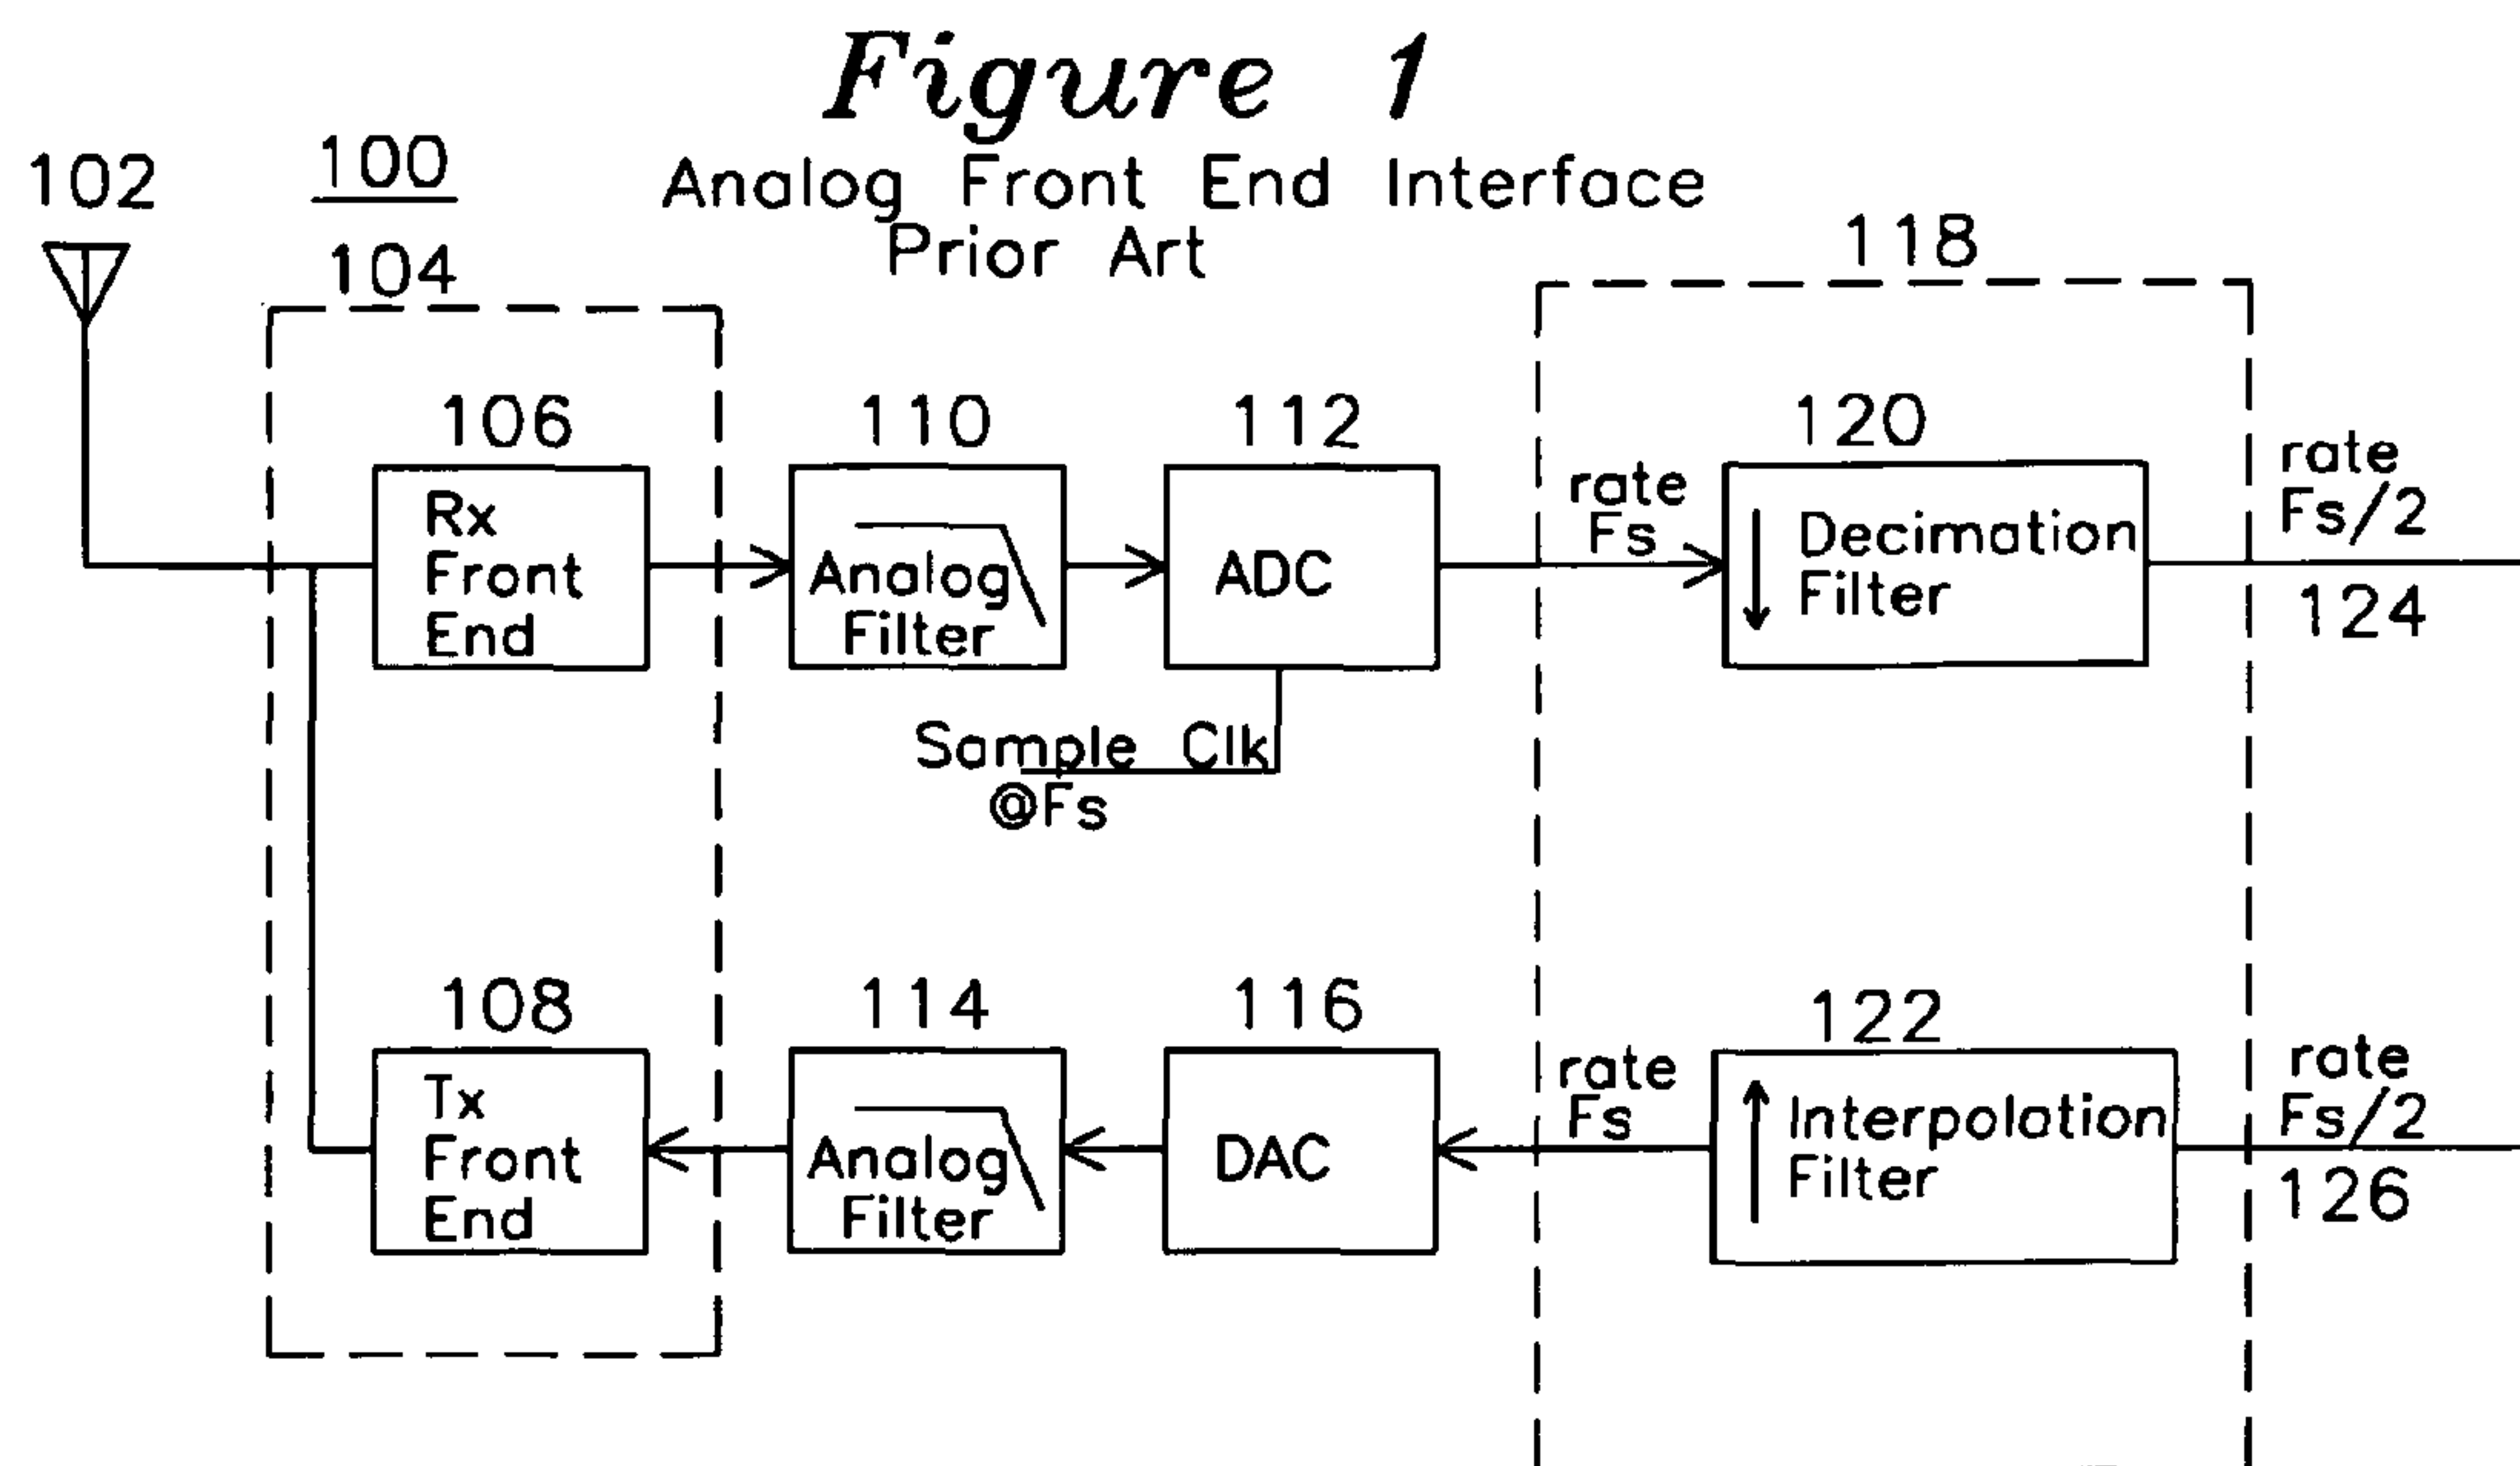 Figure 1
Analog Front End Interface
Prior Art
102
100
104
118
106
110
112
120
Rx
Front
End
Analog
Filter
ADC
rate
Fs
Decimation
Filter
rate
Fs/2
124
Sample Clk
@Fs
108
114
116
122
Tx
Front
End
Analog
Filter
DAC
rate
Fs
Interpolation
Filter
rate
Fs/2
126